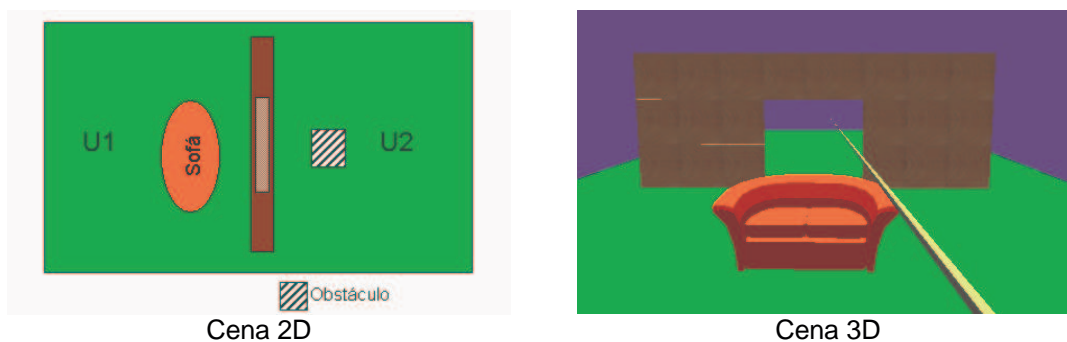 U1
Sofá
U2
Obstáculo
Cena 2D
Cena 3D